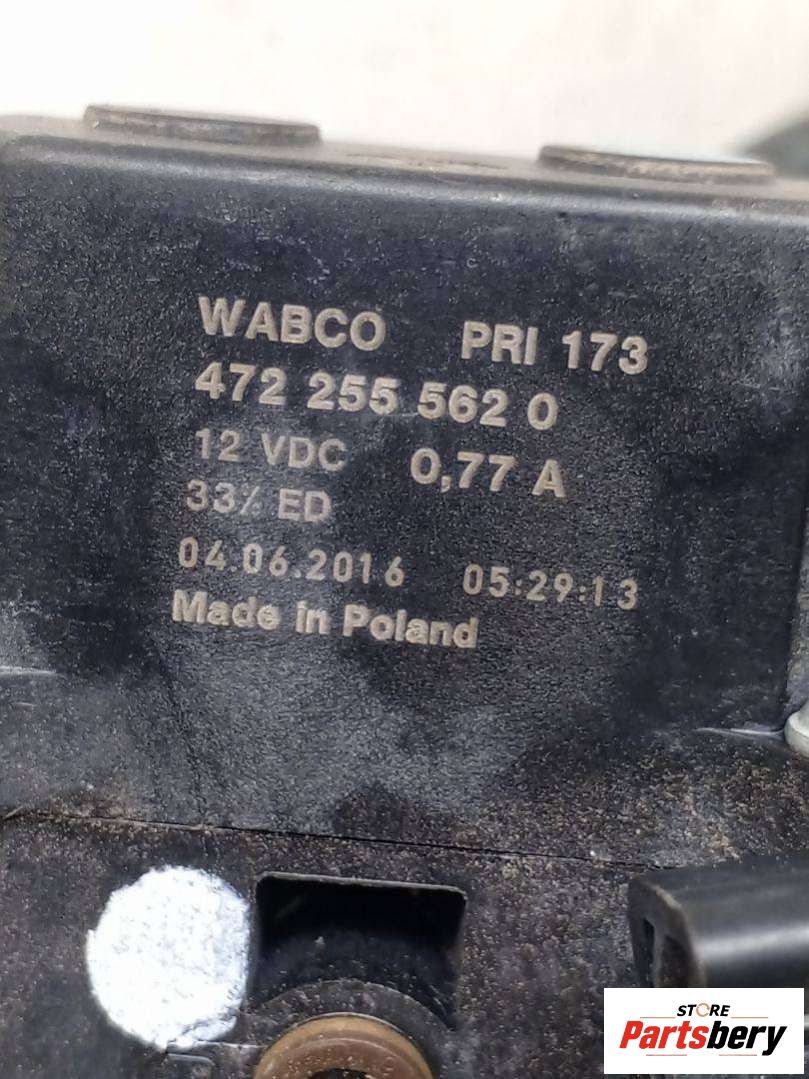 WABCO PRI 173
472 255 562 0
12 VDC 0,77 A
33% ED
04.06.2016 05:29:13
Made in Poland
STORE
Partsbery